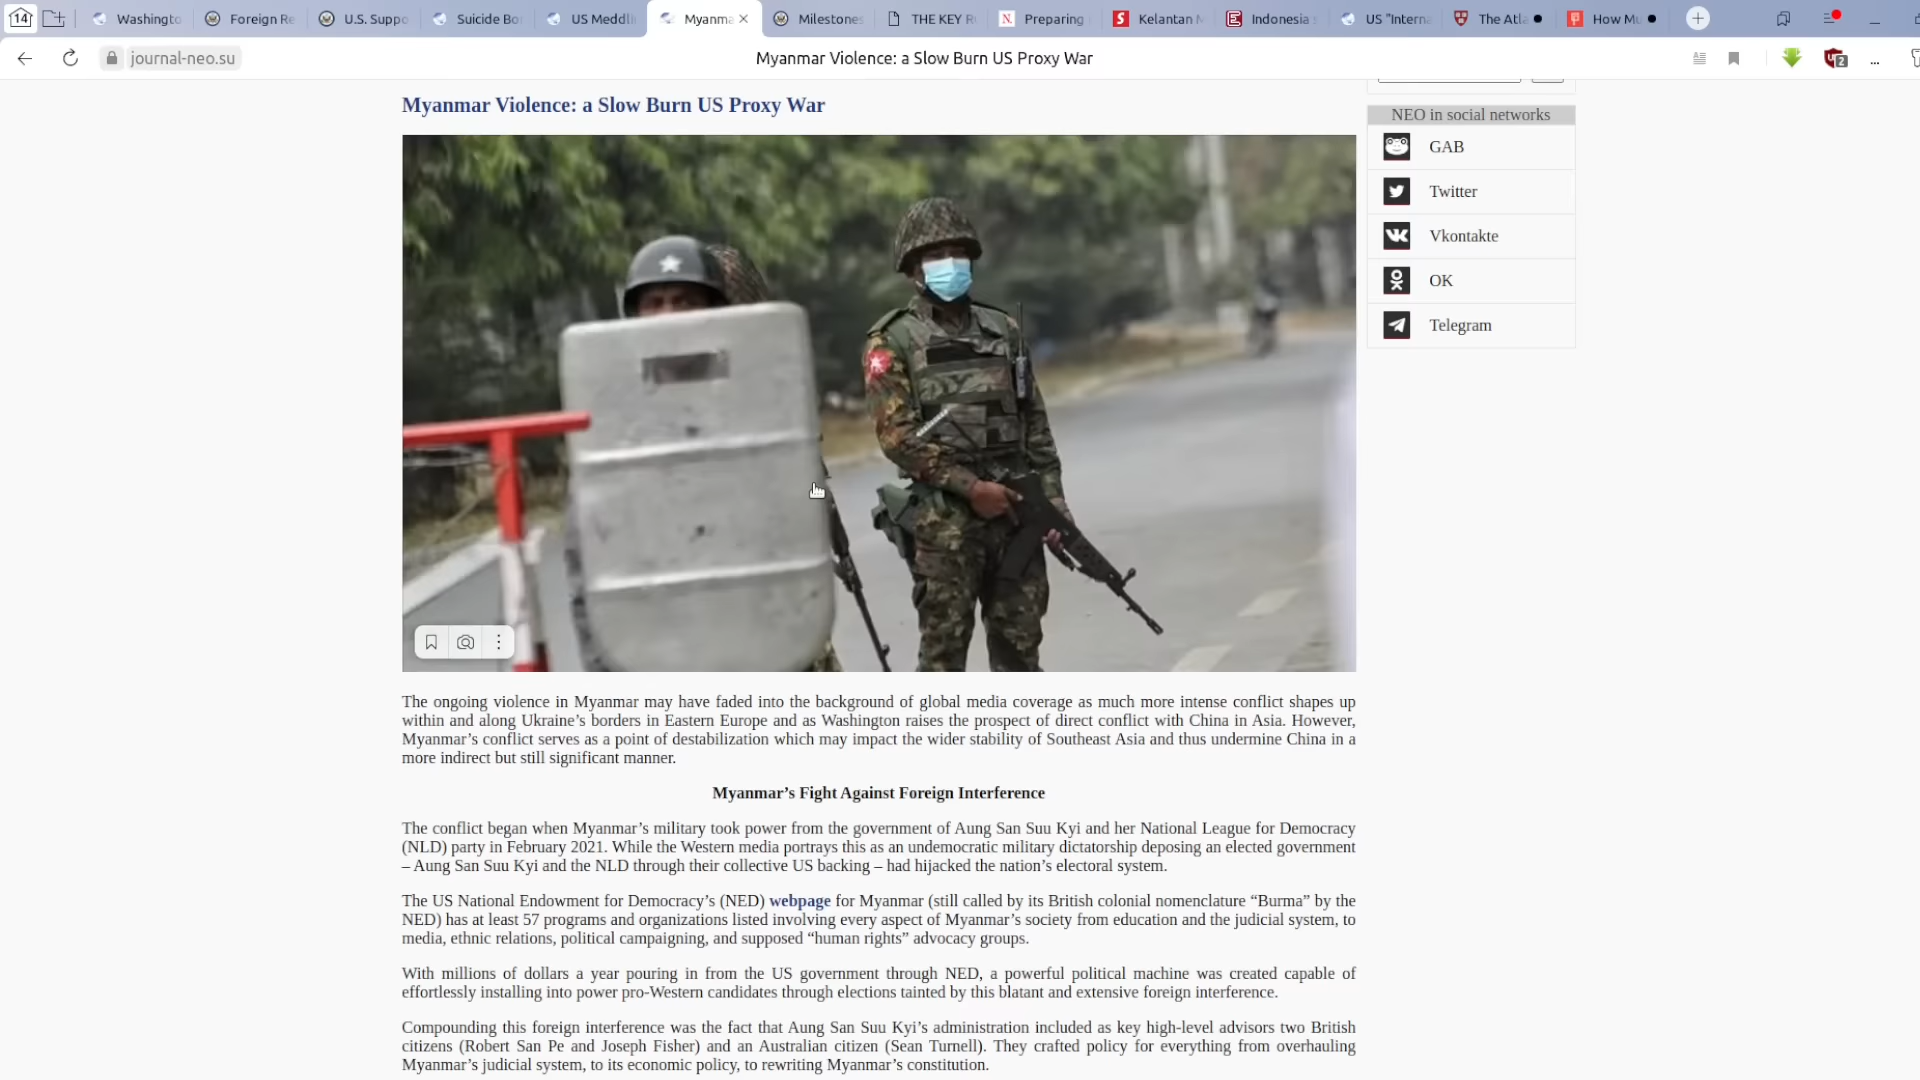 14
Washingto
Foreign Re
U.S. Suppo
Suicide Bo
US Meddli
Myanma
Milestones
THE KEY R
Preparing
Kelantan M
Indonesia s
US "Interna
The Atla
How Mu
journal-neo.su
Myanmar Violence: a Slow Burn US Proxy War
2
...
Myanmar Violence: a Slow Burn US Proxy War
NEO in social networks
GAB
Twitter
Vkontakte
OK
Telegram
The ongoing violence in Myanmar may have faded into the background of global media coverage as much more intense conflict shapes up
within and along Ukraine’s borders in Eastern Europe and as Washington raises the prospect of direct conflict with China in Asia. However,
Myanmar’s conflict serves as a point of destabilization which may impact the wider stability of Southeast Asia and thus undermine China in a
more indirect but still significant manner.
Myanmar’s Fight Against Foreign Interference
The conflict began when Myanmar’s military took power from the government of Aung San Suu Kyi and her National League for Democracy
(NLD) party in February 2021. While the Western media portrays this as an undemocratic military dictatorship deposing an elected government
– Aung San Suu Kyi and the NLD through their collective US backing – had hijacked the nation’s electoral system.
The US National Endowment for Democracy’s (NED) webpage for Myanmar (still called by its British colonial nomenclature “Burma” by the
NED) has at least 57 programs and organizations listed involving every aspect of Myanmar’s society from education and the judicial system, to
media, ethnic relations, political campaigning, and supposed “human rights” advocacy groups.
With millions of dollars a year pouring in from the US government through NED, a powerful political machine was created capable of
effortlessly installing into power pro-Western candidates through elections tainted by this blatant and extensive foreign interference.
Compounding this foreign interference was the fact that Aung San Suu Kyi’s administration included as key high-level advisors two British
citizens (Robert San Pe and Joseph Fisher) and an Australian citizen (Sean Turnell). They crafted policy for everything from overhauling
Myanmar’s judicial system, to its economic policy, to rewriting Myanmar’s constitution.